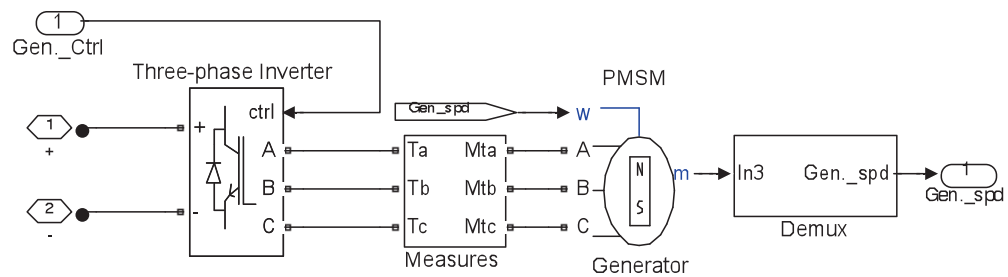 1
Gen._Ctrl
Three-phase Inverter
PMSM
ctrl
Gen_spd
w
1
+
+
A
Ta
Mta
A
N
S
m
In3
Gen._spd
1
Gen._spd
B
Tb
Mtb
B
2
-
-
C
Tc
Mtc
C
Demux
Measures
Generator